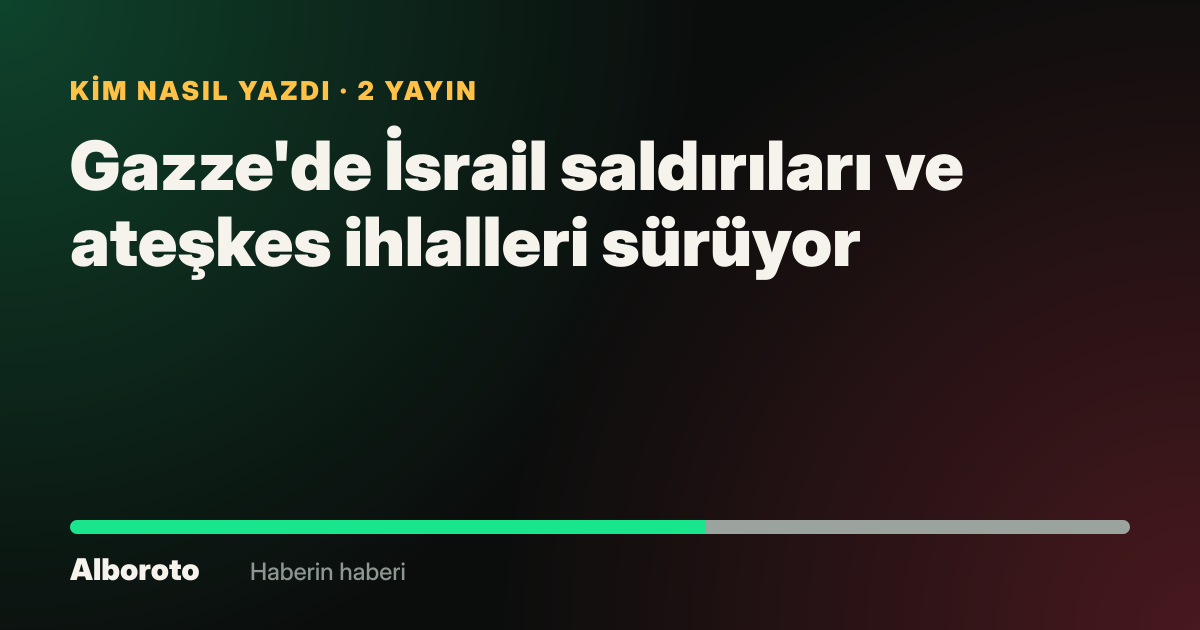 KİM NASIL YAZDI · 2 YAYIN
Gazze'de İsrail saldırıları ve
ateşkes ihlalleri sürüyor
Alboroto
Haberin haberi